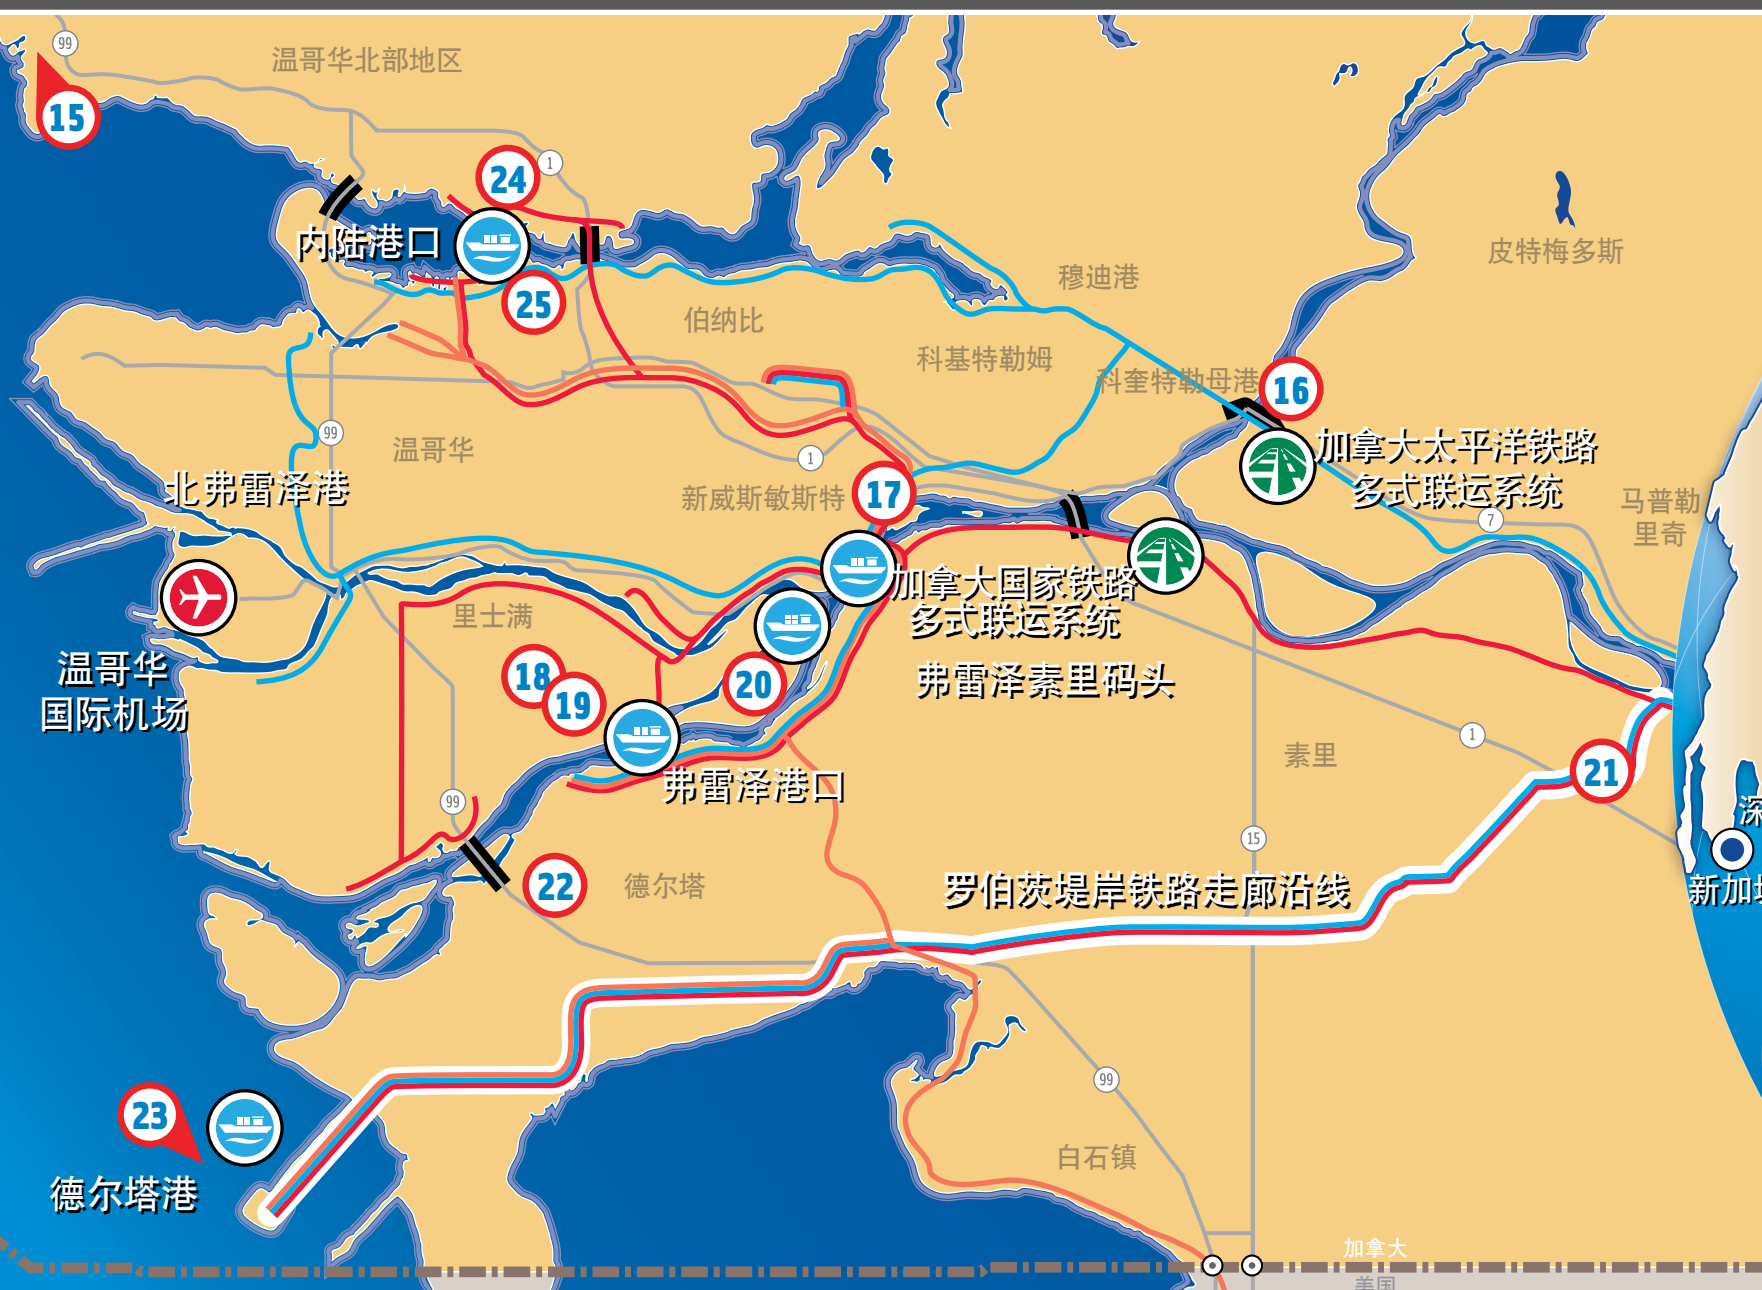 99
温哥华北部地区
15
24
1
内陆港口
25
皮特梅多斯
穆迪港
伯纳比
科基特勒姆
科奎特勒母港
16
99
温哥华
加拿大太平洋铁路
多式联运系统
1
北弗雷泽港
新威斯敏斯特
17
7
马普勒
里奇
加拿大国家铁路
多式联运系统
里士满
温哥华
国际机场
18
19
20
弗雷泽素里码头
1
素里
21
弗雷泽港口
99
15
22
德尔塔
罗伯茨堤岸铁路走廊沿线
99
23
白石镇
德尔塔港
加拿大
美国